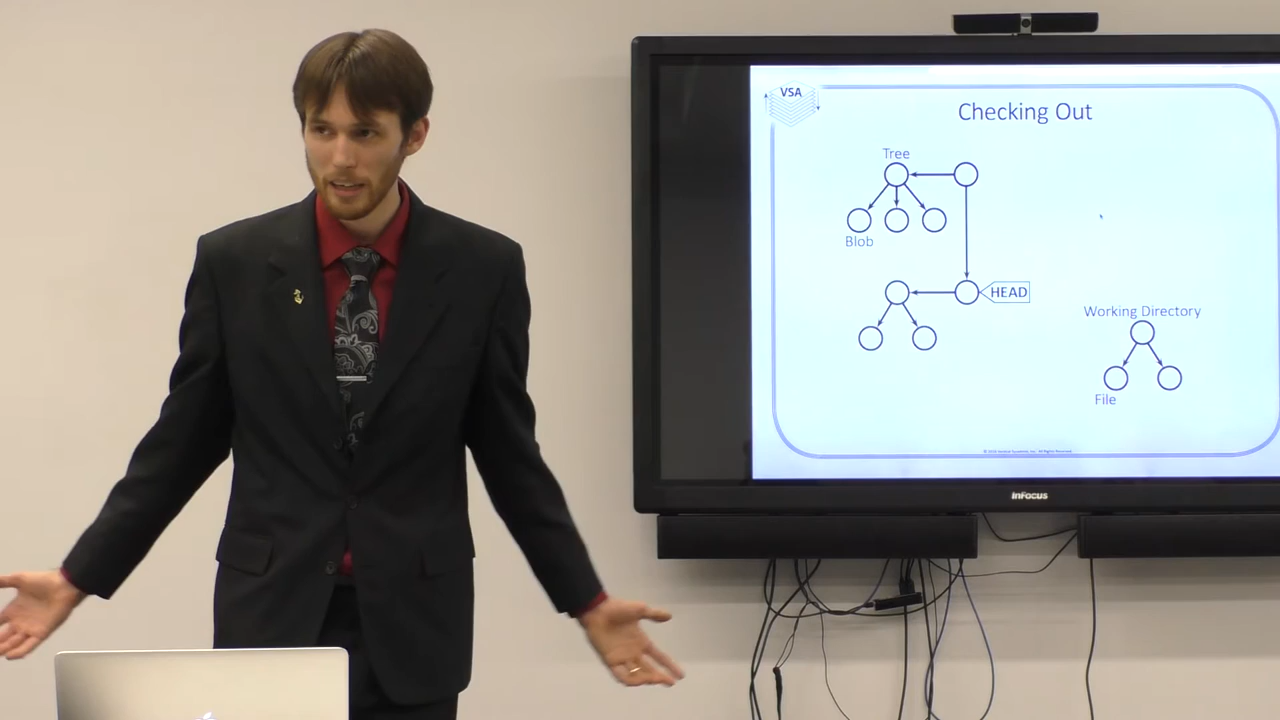 VSA
Checking Out
Tree
Blob
HEAD
Working Directory
File
InFocus